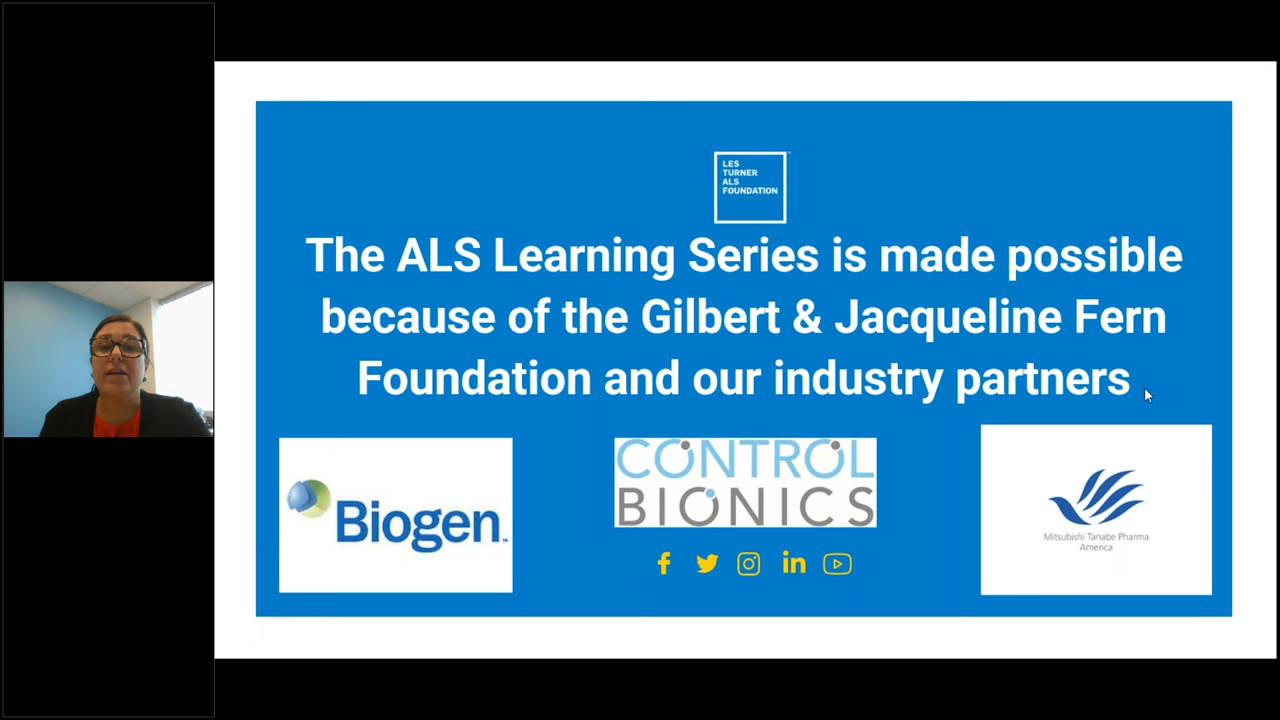 LES
TURNER
ALS
FOUNDATION
The ALS Learning Series is made possible
because of the Gilbert & Jacqueline Fern
Foundation and our industry partners
Biogen
CONTROL
BIONICS
Mitsubishi Tanabe Pharma
America